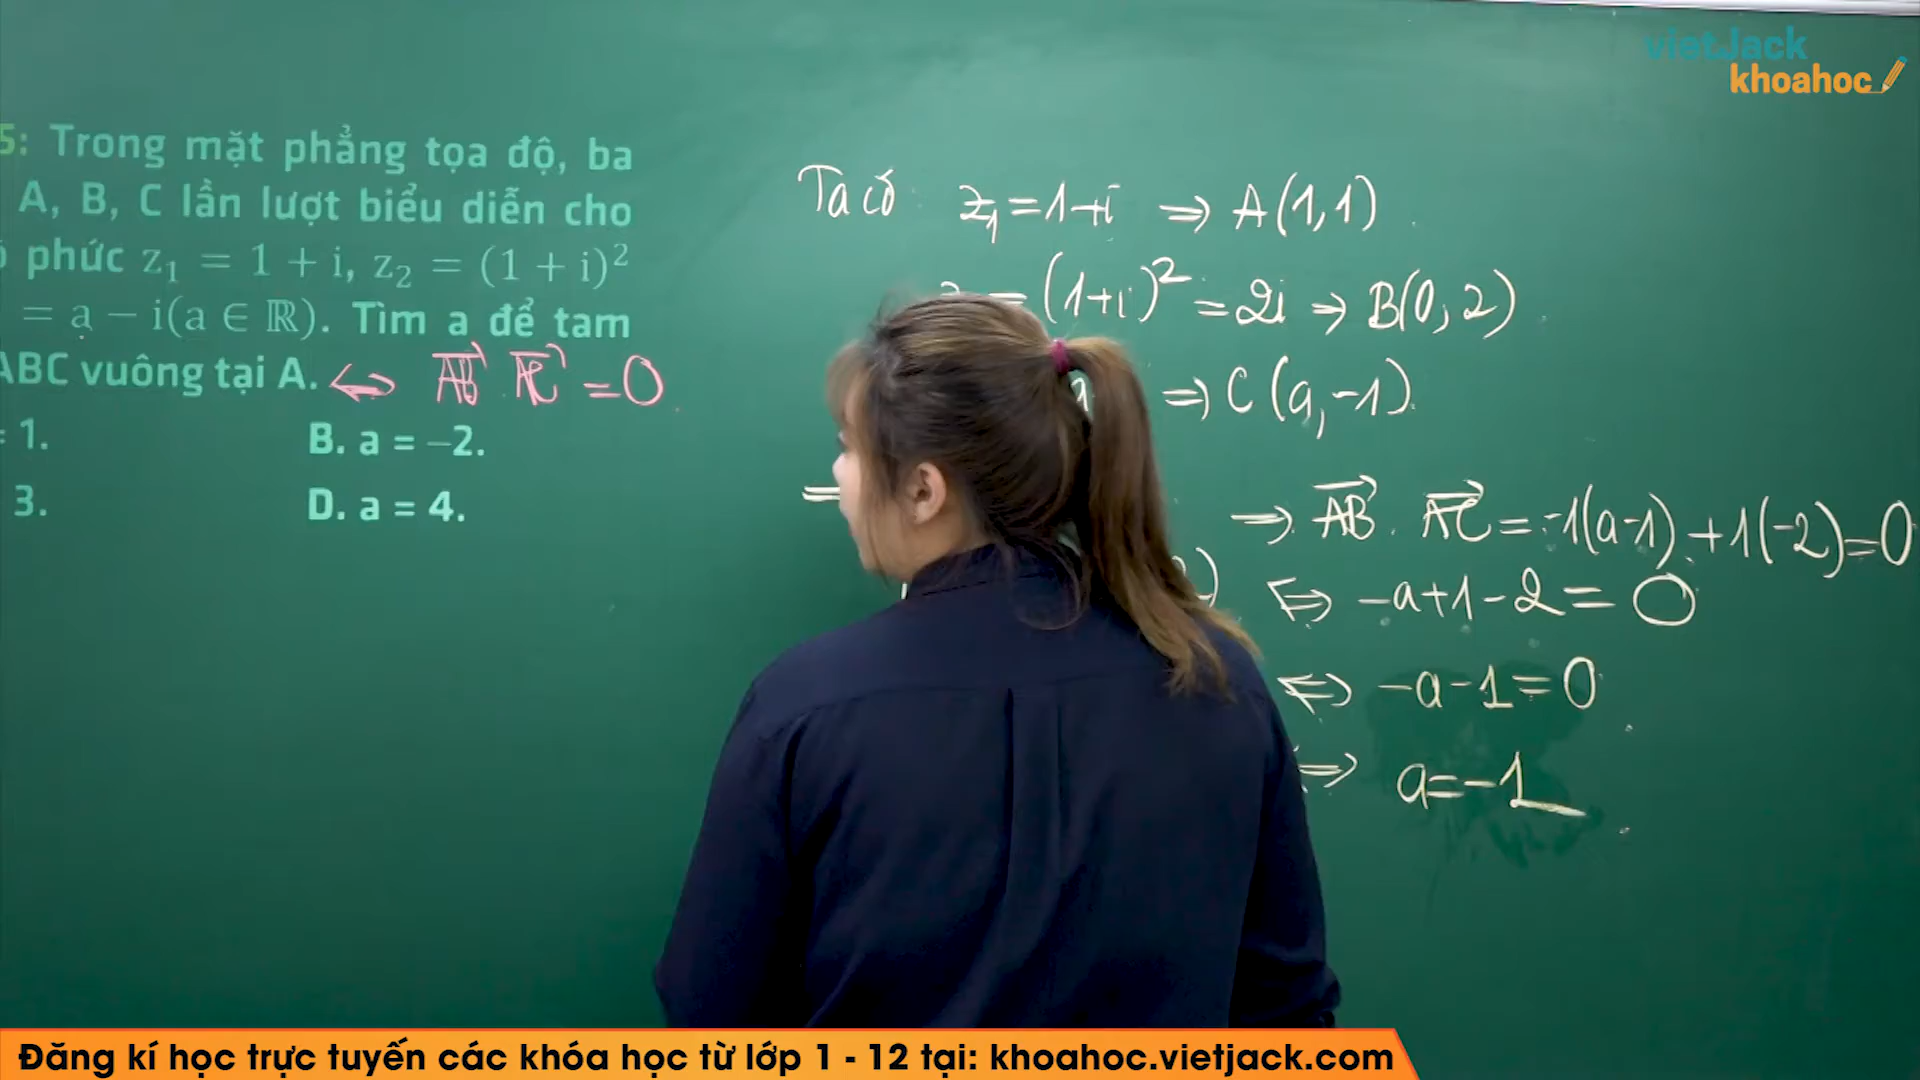 vietJack
khoahoc
5: Trong mặt phẳng tọa độ, ba
A, B, C lần lượt biểu diễn cho
phức z₁ = 1 + i, z₂ = (1 + i)²
= a − i(a ∈ ℝ). Tìm a để tam
ABC vuông tại A. ⟺ AB⃗ . AC⃗ = 0
= 1.
B. a = −2.
3.
D. a = 4.
Ta có z₁ = 1+i ⟹ A(1,1)
= (1+i)² = 2i ⟹ B(0,2)
⟹ C(a,-1)
⟹ AB⃗ . AC⃗ = -1(a-1) + 1(-2) = 0
⟺ -a+1-2 = 0
⟺ -a-1=0
⟺ a=-1
Đăng kí học trực tuyến các khóa học từ lớp 1 - 12 tại: khoahoc.vietjack.com